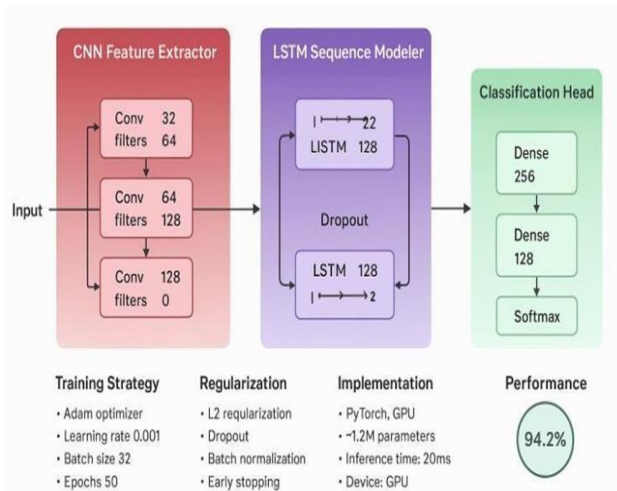 CNN Feature Extractor
Conv 32
filters 64
Conv 64
filters 128
Conv 128
filters 0
Input
LSTM Sequence Modeler
22
LISTM 128
Dropout
LSTM 128
2
Classification Head
Dense
256
Dense
128
Softmax
Training Strategy
• Adam optimizer
• Learning rate 0.001
• Batch size 32
• Epochs 50
Regularization
• L2 reqularization
• Dropout
• Batch normalization
• Early stopping
Implementation
• PyTorch, GPU
• ~1.2M parameters
• Inference time: 20ms
• Device: GPU
Performance
94.2%